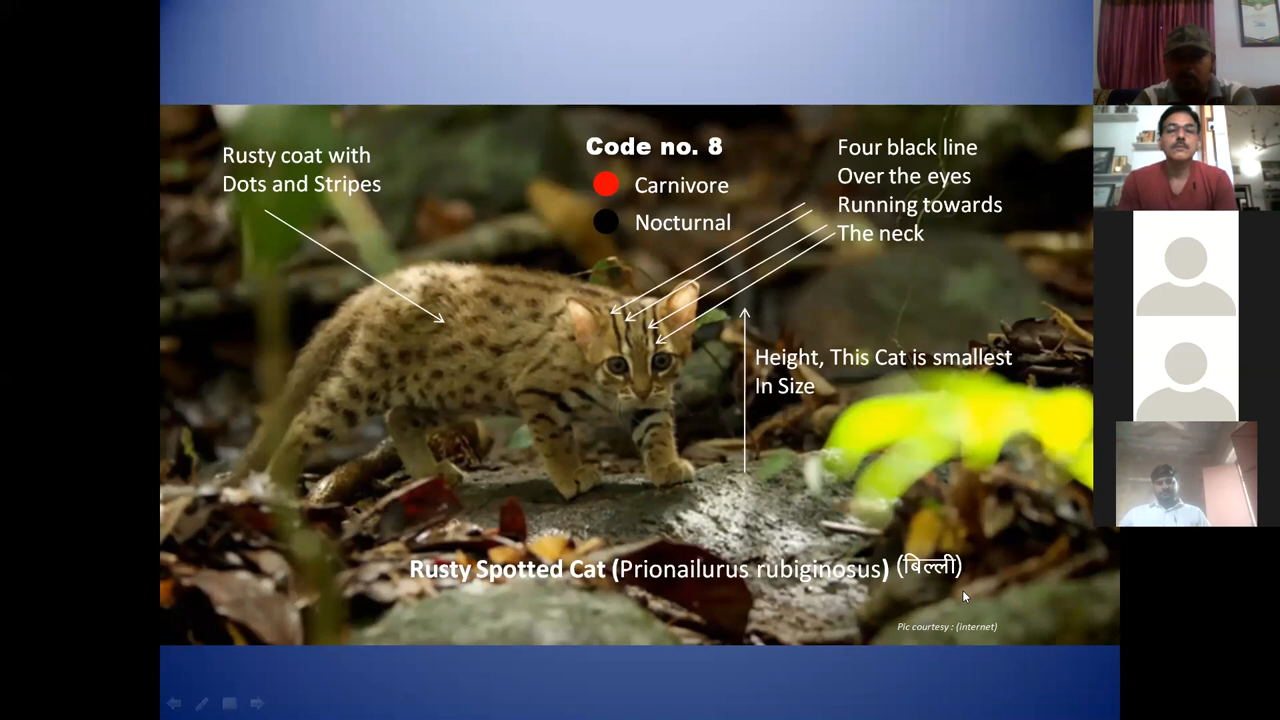 Rusty coat with
Dots and Stripes
Code no. 8
Carnivore
Nocturnal
Four black line
Over the eyes
Running towards
The neck
Height, This Cat is smallest
In Size
Rusty Spotted Cat (Prionailurus rubiginosus) (बिल्ली)
Pic courtesy : (internet)